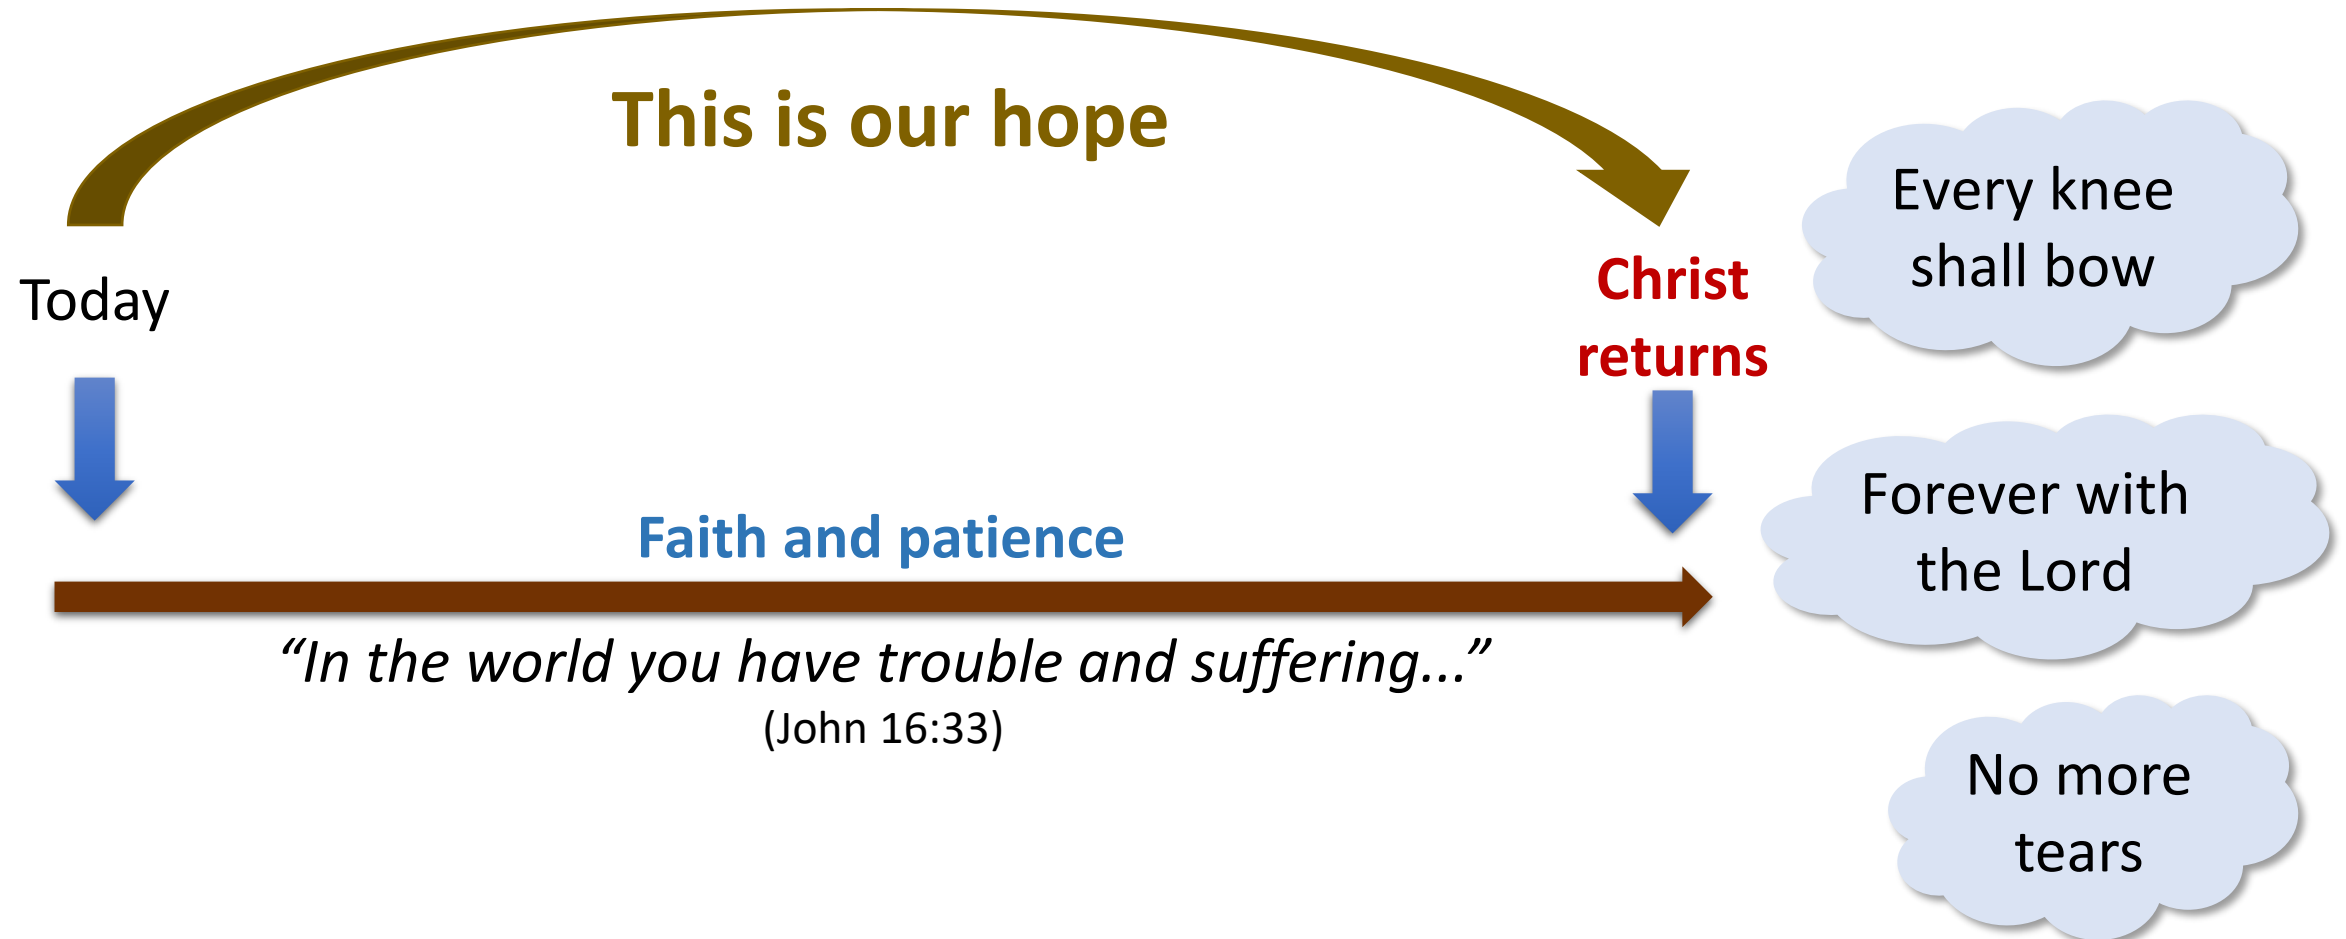 This is our hope
Today
Christ
returns
Faith and patience
“In the world you have trouble and suffering...”
(John 16:33)
Every knee
shall bow
Forever with
the Lord
No more
tears